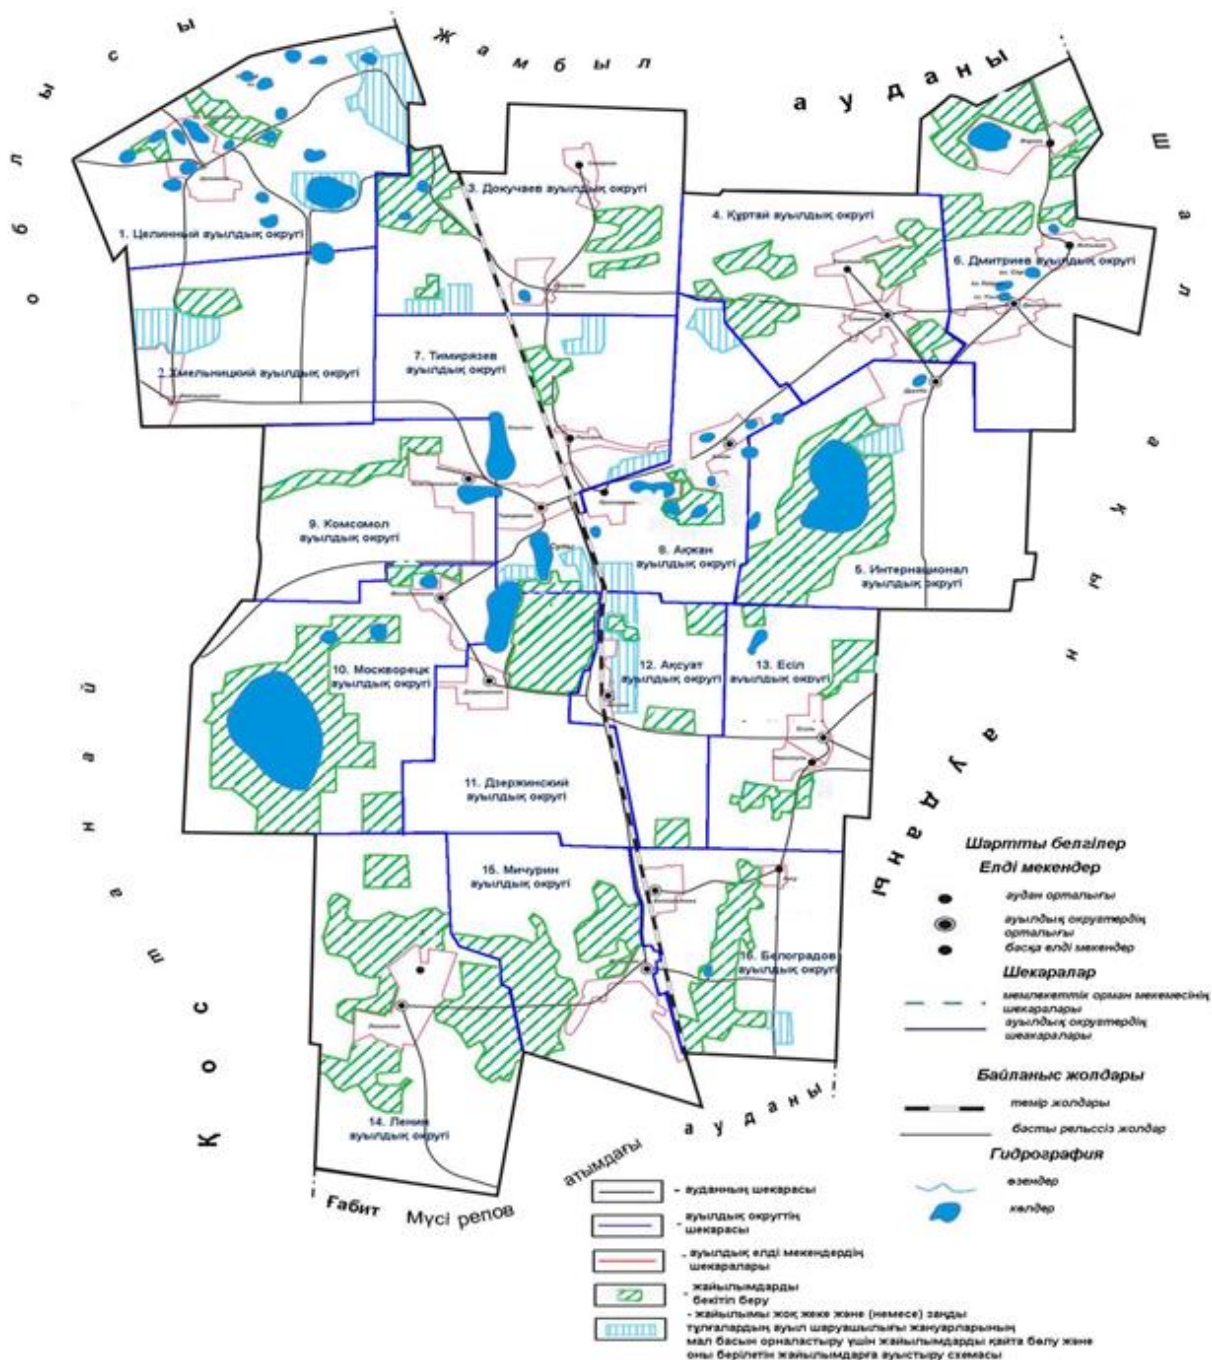 облысы
Жамбыл
ауданы
Шал
ақына
ауданы
Қостанай
1. Целинный ауылдық округі
2. Хмельницкий ауылдық округі
3. Докучаев ауылдық округі
4. Құртай ауылдық округі
6. Дмитриев ауылдық округі
7. Тимирязев
ауылдық округі
9. Комсомол
ауылдық округі
8. Ақжан
ауылдық округі
5. Интернационал
ауылдық округі
10. Москворецк
ауылдық округі
12. Ақсуат
ауылдық округі
13. Есіл
ауылдық округі
11. Дзержинский
ауылдық округі
15. Мичурин
ауылдық округі
16. Белоградов
ауылдық округі
14. Ленин
ауылдық округі
атымдағы
ауданы
Ғабит Мүсірепов
Шартты белгілер
Елді мекендер
аудан орталығы
ауылдық округтердің
орталығы
басқа елді мекендер
Шекаралар
мемлекеттік орман мекемесінің
шекаралары
ауылдық округтердің
шекаралары
Байланыс жолдары
темір жолдары
басты рельссіз жолдар
Гидрография
өзендер
көлдер
- ауданның шекарасы
- ауылдық округтің
шекарасы
- ауылдық елді мекендердің
шекаралары
- жайылымдарды
бекітіп беру
- жайылымы жоқ жеке және (немесе) заңды
тұлғалардың ауыл шаруашылығы жануарларының
мал басын орналастыру үшін жайылымдарды қайта бөлу және
оны берілетін жайылымдарға ауыстыру схемасы